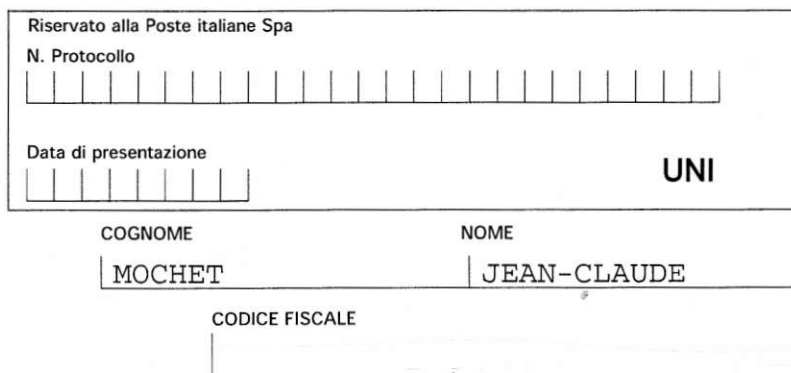 Riservato alla Poste italiane Spa
N. Protocollo
Data di presentazione
UNI
COGNOME
NOME
MOCHET
JEAN-CLAUDE
CODICE FISCALE